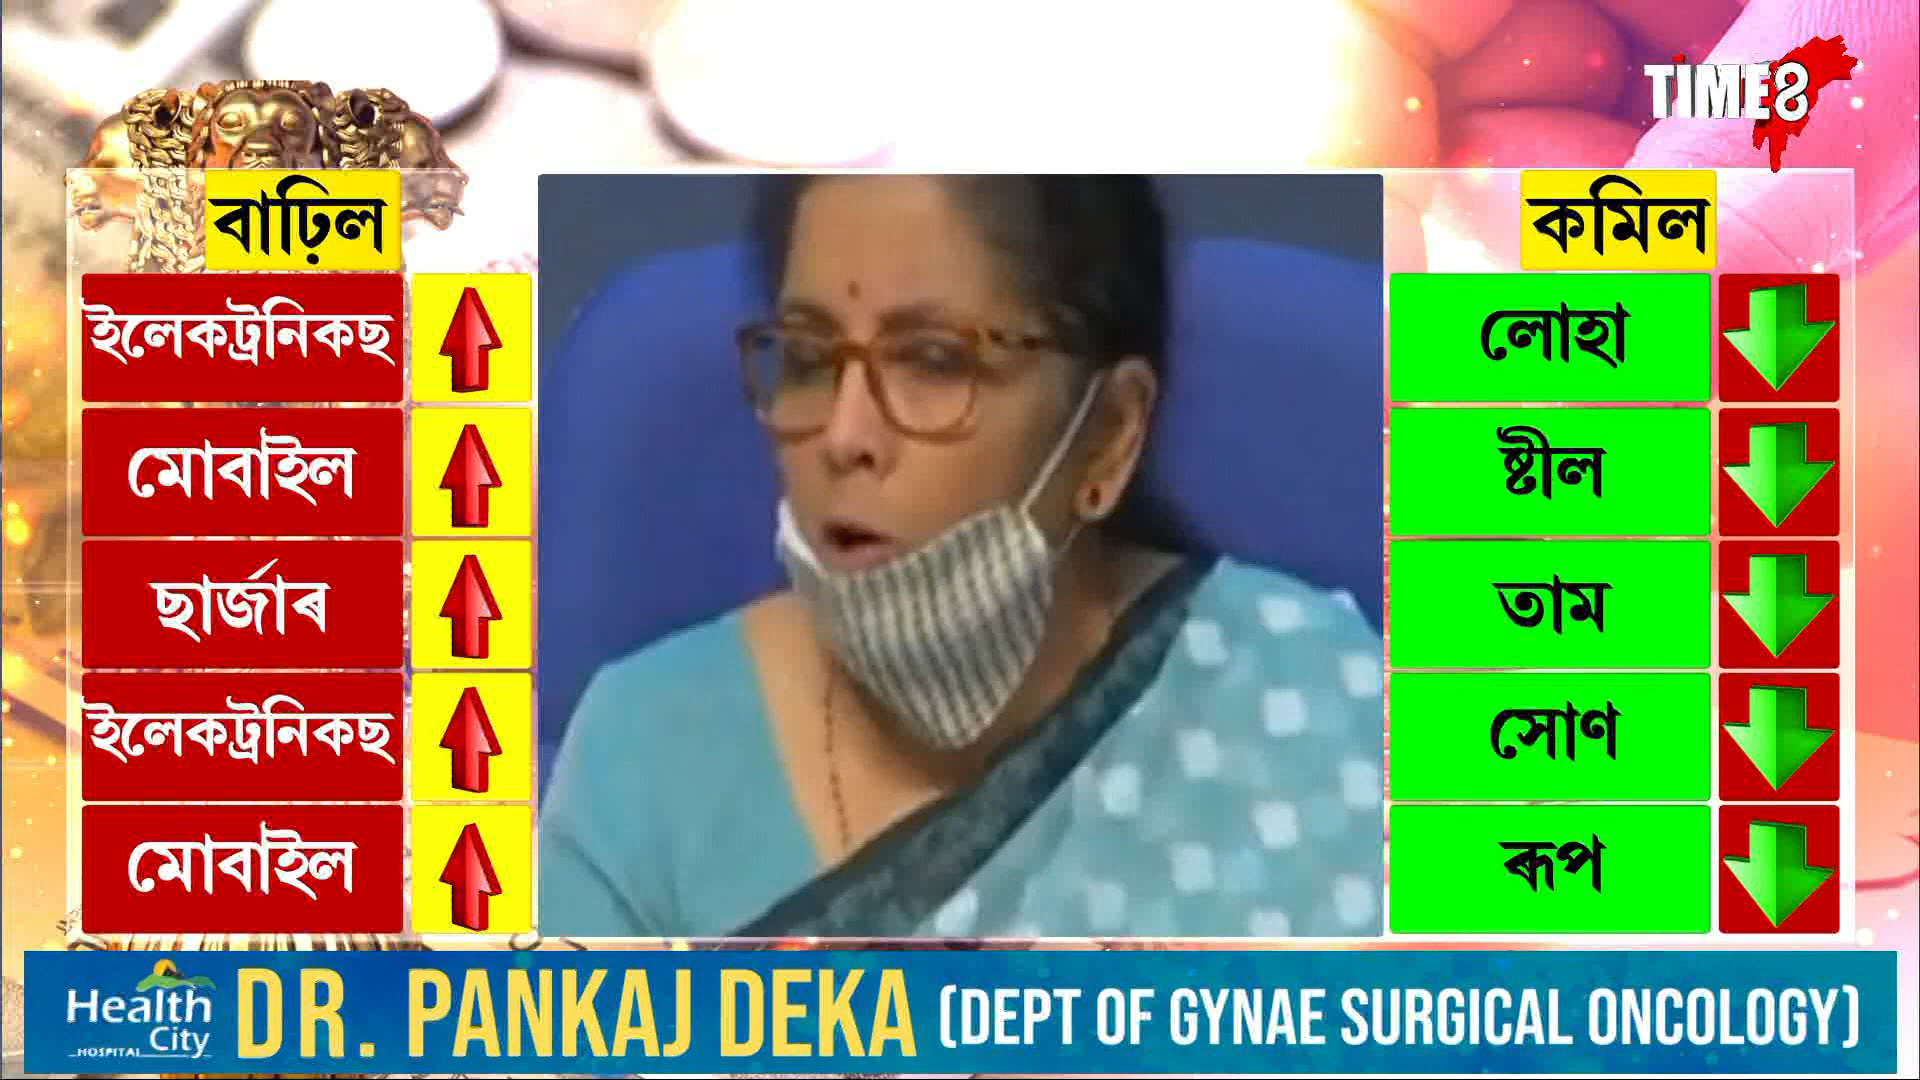 TIME8
বাঢ়িল
ইলেকট্ৰনিকছ
মোবাইল
ছাৰ্জাৰ
ইলেকট্ৰনিকছ
মোবাইল
কমিল
লোহা
ষ্টীল
তাম
সোণ
ৰূপ
Health City HOSPITAL
DR. PANKAJ DEKA (DEPT OF GYNAE SURGICAL ONCOLOGY)